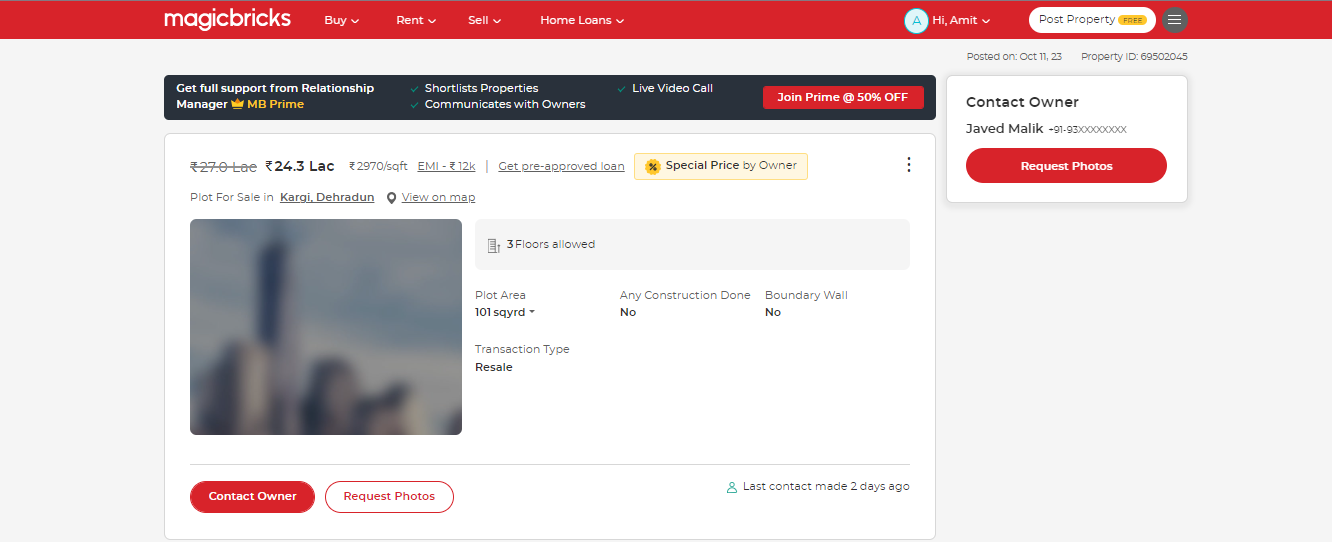 magicbricks Buy Rent Sell Home Loans A Hi, Amit Post Property FREE
Posted on: Oct 11, 23 Property ID: 69502045
Get full support from Relationship
Manager MB Prime
Shortlists Properties
Communicates with Owners
Live Video Call
Join Prime @ 50% OFF
Contact Owner
Javed Malik +91-93XXXXXXXX
Request Photos
₹27.0 Lac ₹24.3 Lac ₹2970/sqft EMI - ₹12k | Get pre-approved loan % Special Price by Owner
Plot For Sale in Kargi, Dehradun View on map
3 Floors allowed
Plot Area Any Construction Done Boundary Wall
101 sqyrd No No
Transaction Type
Resale
Contact Owner Request Photos Last contact made 2 days ago